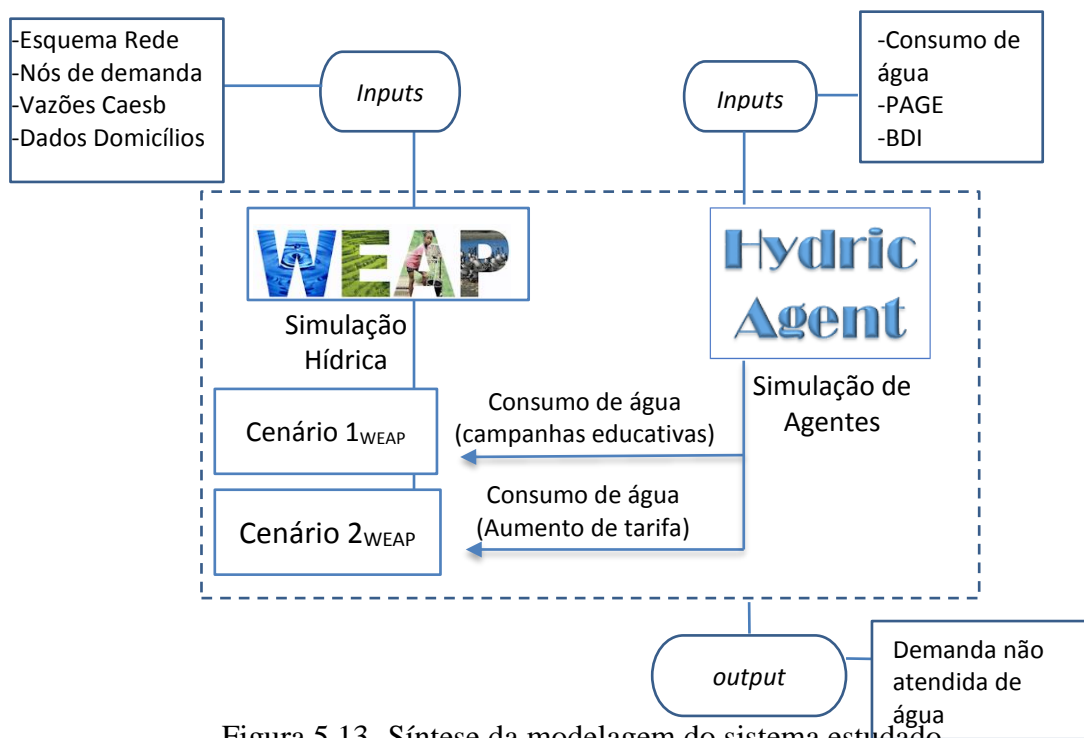 -Esquema Rede
-Nós de demanda
-Vazões Caesb
-Dados Domicílios
Inputs
Inputs
-Consumo de
água
-PAGE
-BDI
WEAP
Simulação
Hídrica
Hydric
Agent
Simulação de
Agentes
Cenário 1WEAP
Consumo de água
(campanhas educativas)
Cenário 2WEAP
Consumo de água
(Aumento de tarifa)
output
Demanda não
atendida de
água
Figura 5.13- Síntese da modelagem do sistema estudado